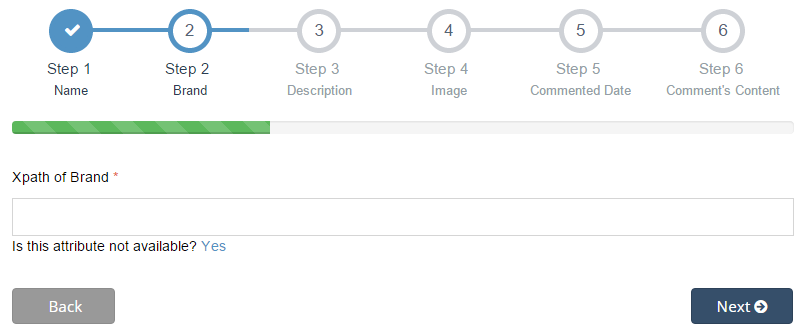 2 3 4 5 6
Step 1 Step 2 Step 3 Step 4 Step 5 Step 6
Name Brand Description Image Commented Date Comment's Content
Xpath of Brand *
Is this attribute not available? Yes
Back Next